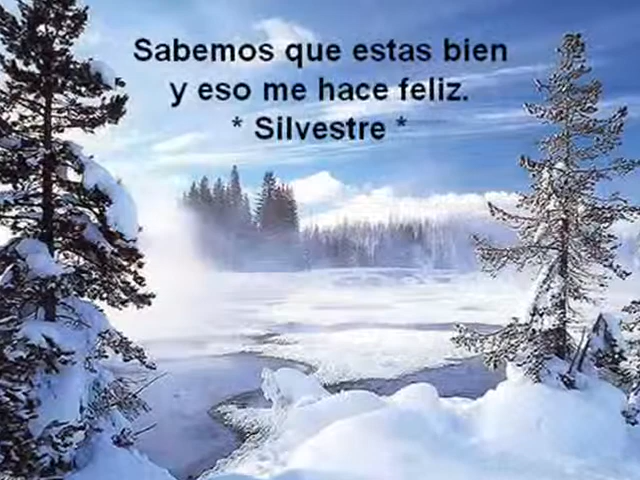 Sabemos que estas bien
y eso me hace feliz.
* Silvestre *